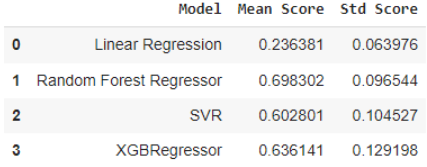 Model Mean Score Std Score
0 Linear Regression 0.236381 0.063976
1 Random Forest Regressor 0.698302 0.096544
2 SVR 0.602801 0.104527
3 XGBRegressor 0.636141 0.129198